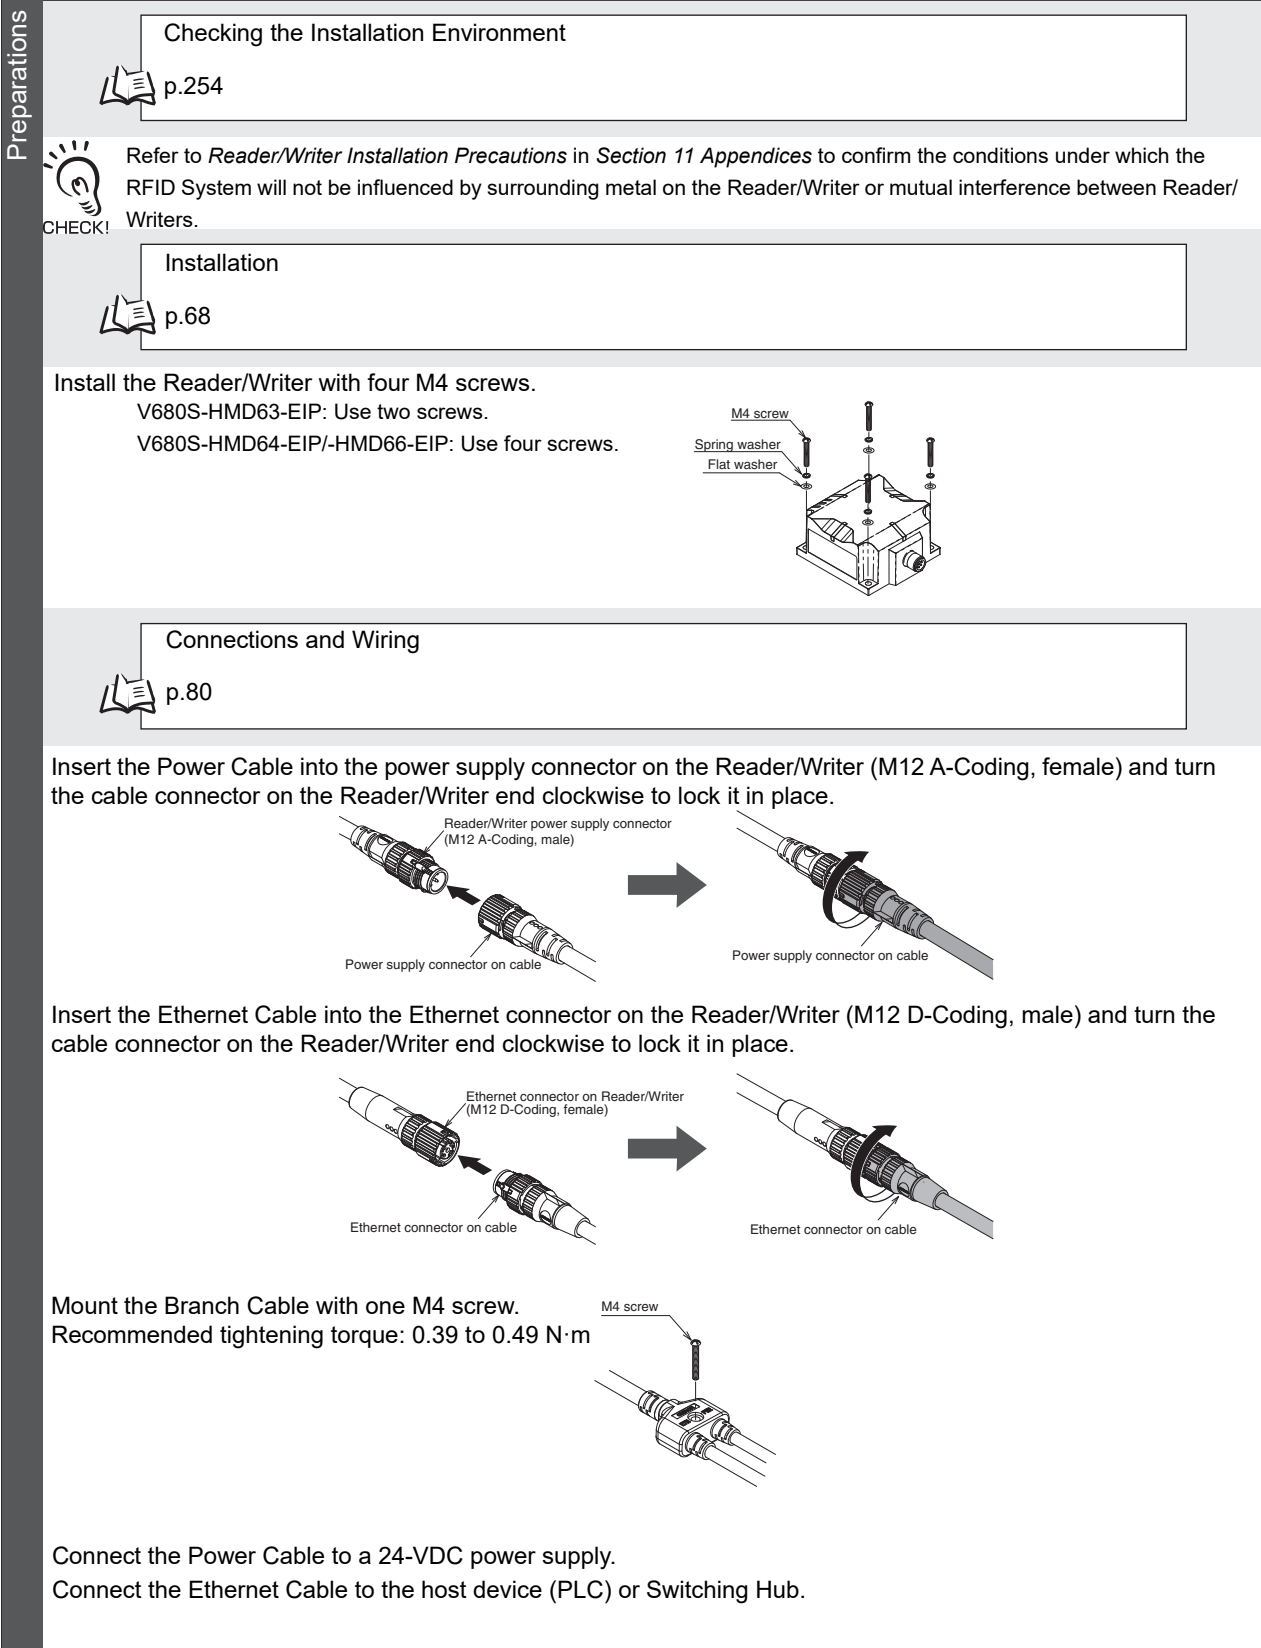 Preparations
Checking the Installation Environment
p.254
CHECK!
Refer to Reader/Writer Installation Precautions in Section 11 Appendices to confirm the conditions under which the
RFID System will not be influenced by surrounding metal on the Reader/Writer or mutual interference between Reader/
Writers.
Installation
p.68
Install the Reader/Writer with four M4 screws.
V680S-HMD63-EIP: Use two screws.
V680S-HMD64-EIP/-HMD66-EIP: Use four screws.
M4 screw
Spring washer
Flat washer
Connections and Wiring
p.80
Insert the Power Cable into the power supply connector on the Reader/Writer (M12 A-Coding, female) and turn
the cable connector on the Reader/Writer end clockwise to lock it in place.
Reader/Writer power supply connector
(M12 A-Coding, male)
Power supply connector on cable
Power supply connector on cable
Insert the Ethernet Cable into the Ethernet connector on the Reader/Writer (M12 D-Coding, male) and turn the
cable connector on the Reader/Writer end clockwise to lock it in place.
Ethernet connector on Reader/Writer
(M12 D-Coding, female)
Ethernet connector on cable
Ethernet connector on cable
Mount the Branch Cable with one M4 screw.
Recommended tightening torque: 0.39 to 0.49 N·m
M4 screw
Connect the Power Cable to a 24-VDC power supply.
Connect the Ethernet Cable to the host device (PLC) or Switching Hub.